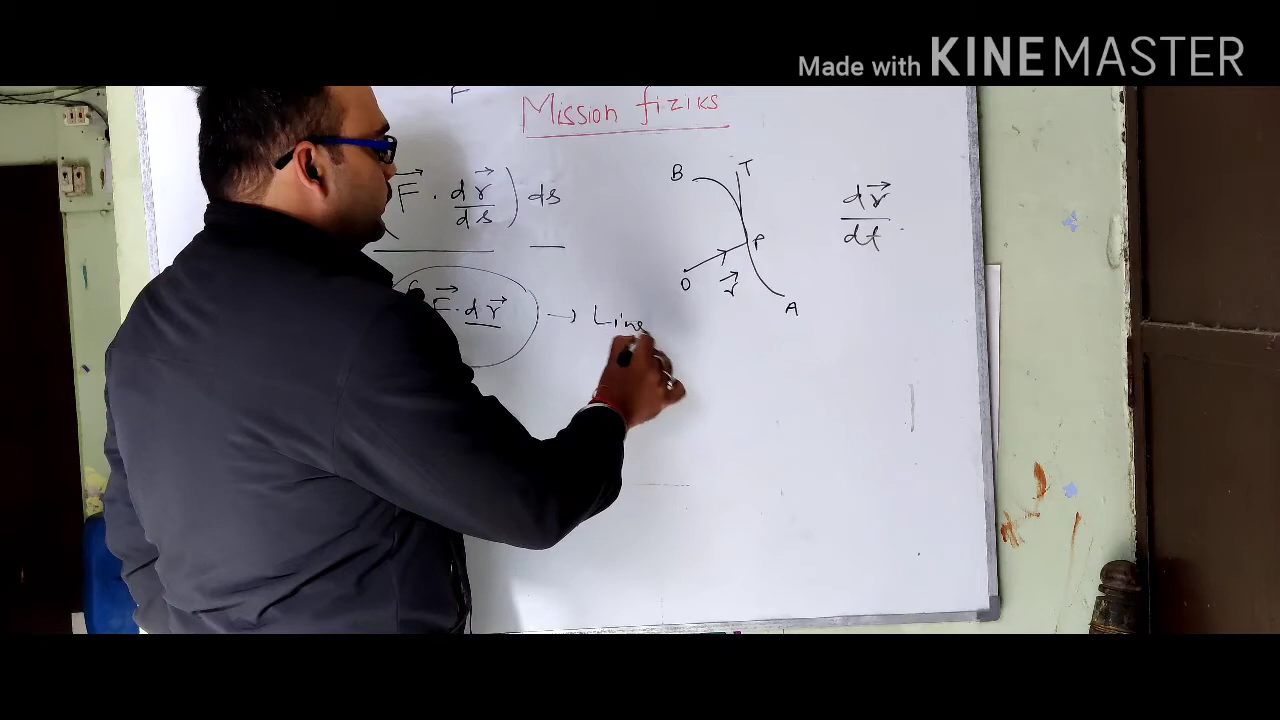 Made with KINEMASTER
F
Mission fiziks
F⃗ · dr⃗/ds) ds
F⃗ · dr⃗ → Line
B
T
P
O
r⃗
A
dr⃗/dt